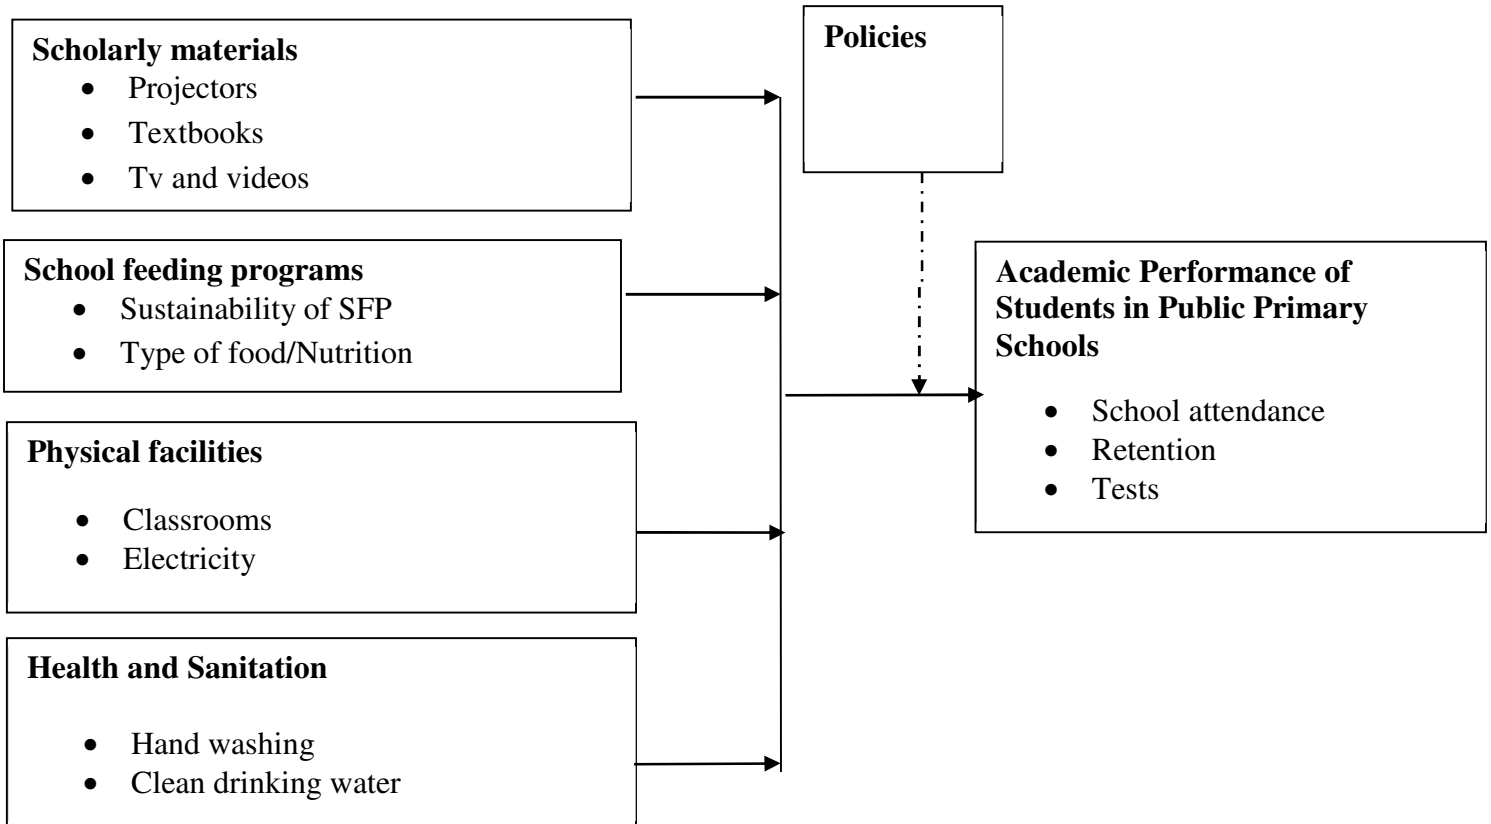 Scholarly materials
• Projectors
• Textbooks
• Tv and videos
School feeding programs
• Sustainability of SFP
• Type of food/Nutrition
Physical facilities
• Classrooms
• Electricity
Health and Sanitation
• Hand washing
• Clean drinking water
Policies
Academic Performance of
Students in Public Primary
Schools
• School attendance
• Retention
• Tests